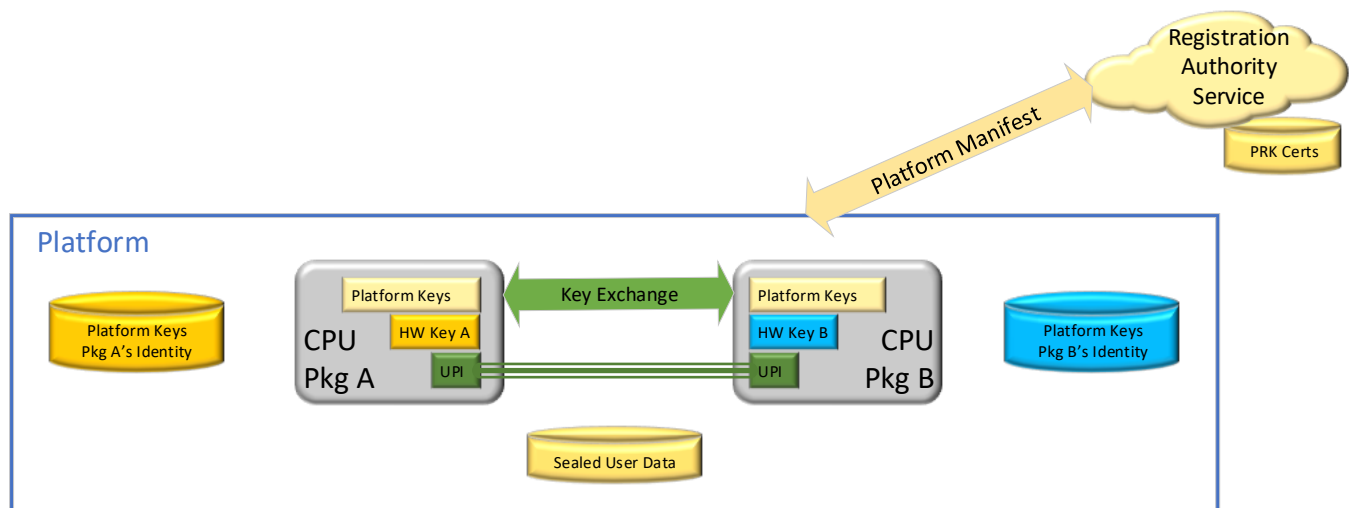 Registration
Authority
Service
PRK Certs
Platform Manifest
Platform
Platform Keys
Pkg A's Identity
Platform Keys
HW Key A
CPU
Pkg A
UPI
Key Exchange
Platform Keys
HW Key B
CPU
Pkg B
UPI
Platform Keys
Pkg B's Identity
Sealed User Data